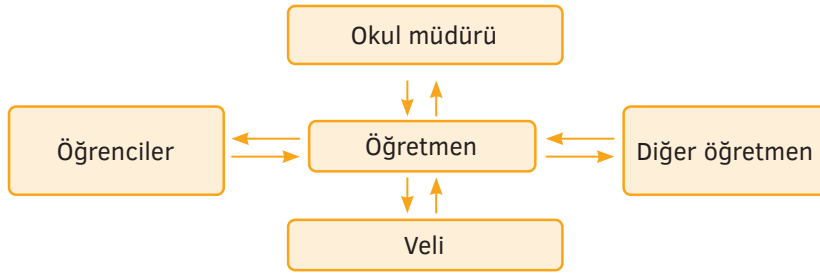 Okul müdürü
Öğrenciler
Öğretmen
Diğer öğretmen
Veli